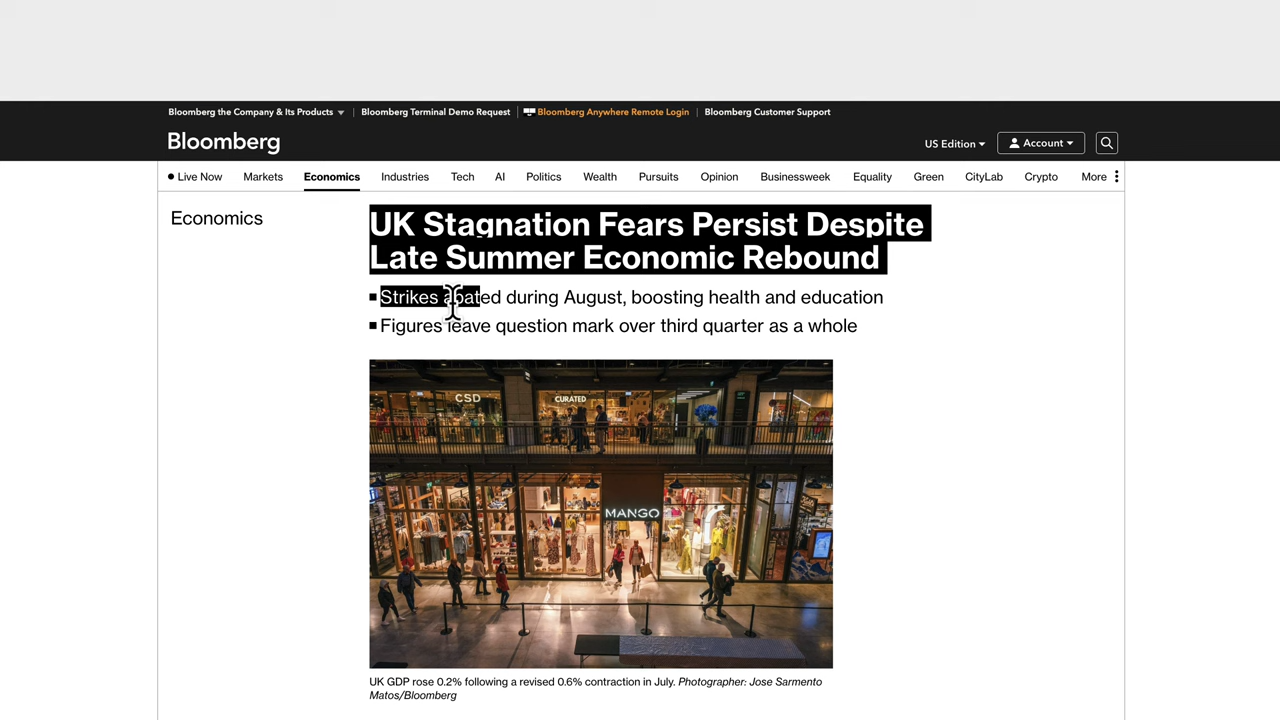 Bloomberg the Company & Its Products
Bloomberg Terminal Demo Request
Bloomberg Anywhere Remote Login
Bloomberg Customer Support
Bloomberg
US Edition
Account
Live Now Markets Economics Industries Tech AI Politics Wealth Pursuits Opinion Businessweek Equality Green CityLab Crypto More
Economics
UK Stagnation Fears Persist Despite
Late Summer Economic Rebound
Strikes abated during August, boosting health and education
Figures leave question mark over third quarter as a whole
CSD
CURATED
MANGO
UK GDP rose 0.2% following a revised 0.6% contraction in July. Photographer: Jose Sarmento
Matos/Bloomberg